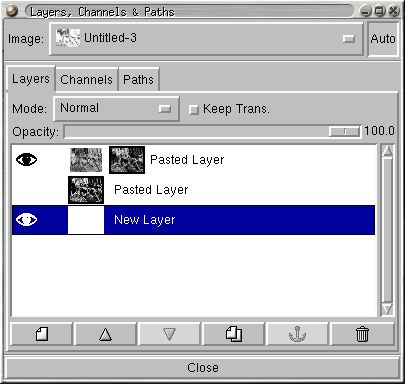 Layers, Channels & Paths
Image: Untitled-3 Auto
Layers Channels Paths
Mode: Normal Keep Trans.
Opacity: 100.0
Pasted Layer
Pasted Layer
New Layer
Close